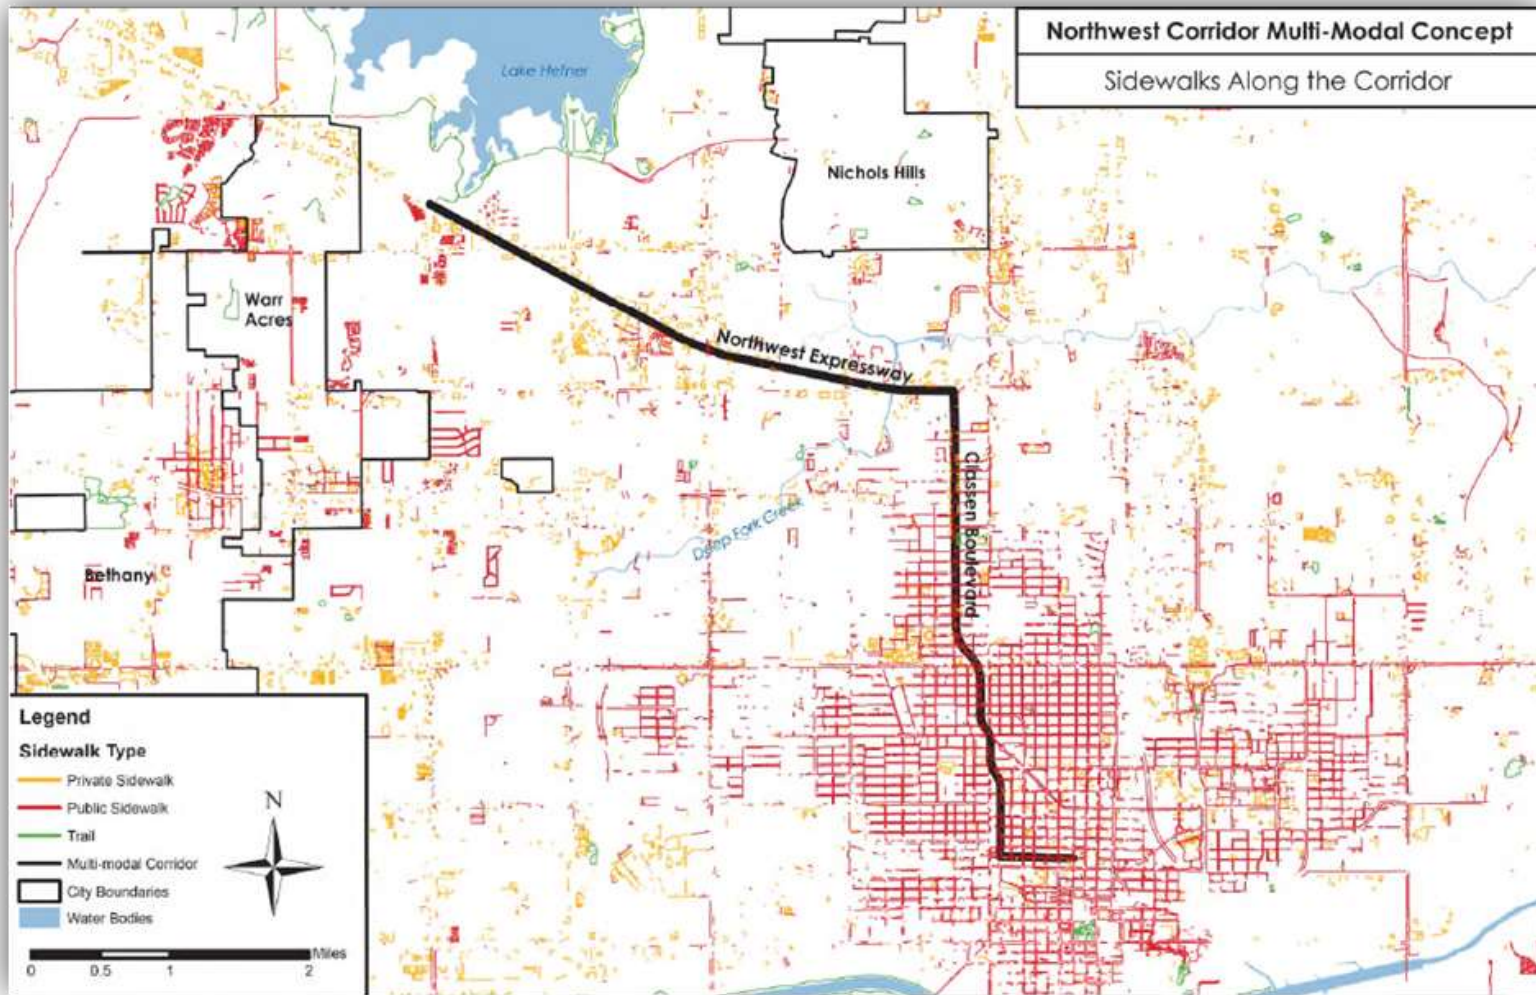 Northwest Corridor Multi-Modal Concept
Sidewalks Along the Corridor
Lake Hefner
Nichols Hills
Warr
Acres
Northwest Expressway
Classen Boulevard
Deep Fork Creek
Bethany
Legend
Sidewalk Type
Private Sidewalk
Public Sidewalk
Trail
Multi-modal Corridor
City Boundaries
Water Bodies
N
Miles
0 0.5 1 2